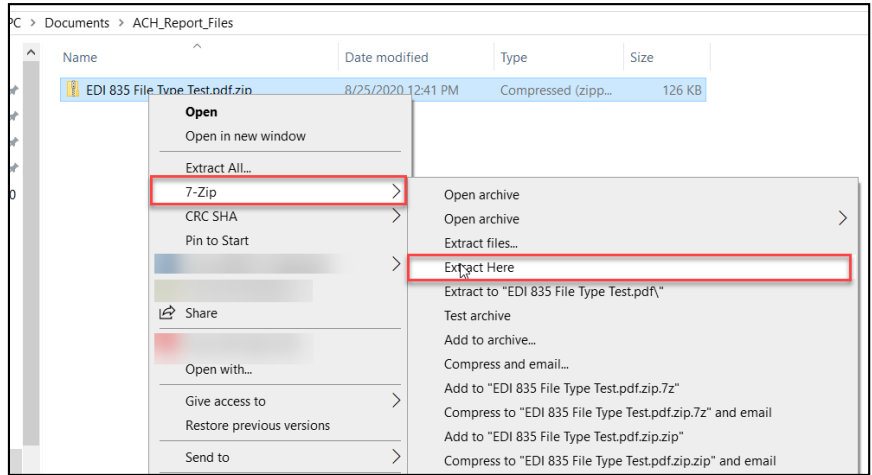 PC > Documents > ACH_Report_Files
Name Date modified Type Size
EDI 835 File Type Test.pdf.zip 8/25/2020 12:41 PM Compressed (zipp... 126 KB
Open
Open in new window
Extract All...
7-Zip
CRC SHA
Pin to Start
Share
Open with...
Give access to
Restore previous versions
Send to
Open archive
Open archive
Extract files...
Extract Here
Extract to "EDI 835 File Type Test.pdf\"
Test archive
Add to archive...
Compress and email...
Add to "EDI 835 File Type Test.pdf.zip.7z"
Compress to "EDI 835 File Type Test.pdf.zip.7z" and email
Add to "EDI 835 File Type Test.pdf.zip.zip"
Compress to "EDI 835 File Type Test.pdf.zip.zip" and email
0